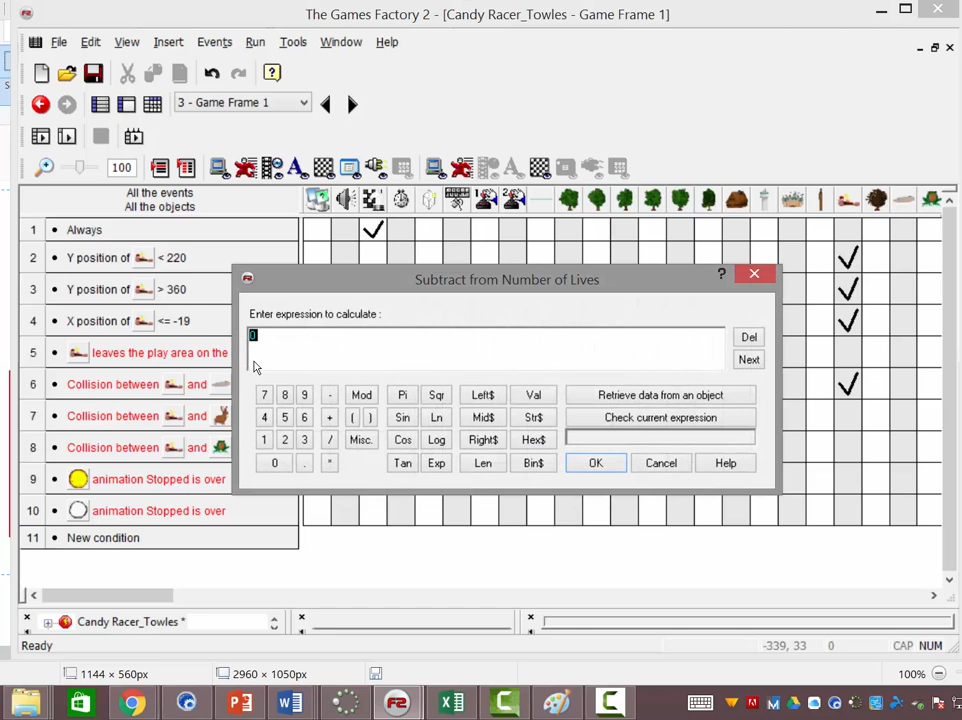 The Games Factory 2 - [Candy Racer_Towles - Game Frame 1]
File Edit View Insert Events Run Tools Window Help
3 - Game Frame 1
100
All the events
All the objects
1 • Always
2 • Y position of < 220
3 • Y position of > 360
4 • X position of <= -19
5 • leaves the play area on the
6 • Collision between and
7 • Collision between and
8 • Collision between and
9 • animation Stopped is over
10 • animation Stopped is over
11 • New condition
Subtract from Number of Lives
Enter expression to calculate :
0
Del
Next
7 8 9 - Mod Pi Sqr Left$ Val Retrieve data from an object
4 5 6 + ( ) Sin Ln Mid$ Str$ Check current expression
1 2 3 / Misc. Cos Log Right$ Hex$
0 . * Tan Exp Len Bin$ OK Cancel Help
Candy Racer_Towles *
Ready -339, 33 0 CAP NUM
1144 × 560px 2960 × 1050px 100%